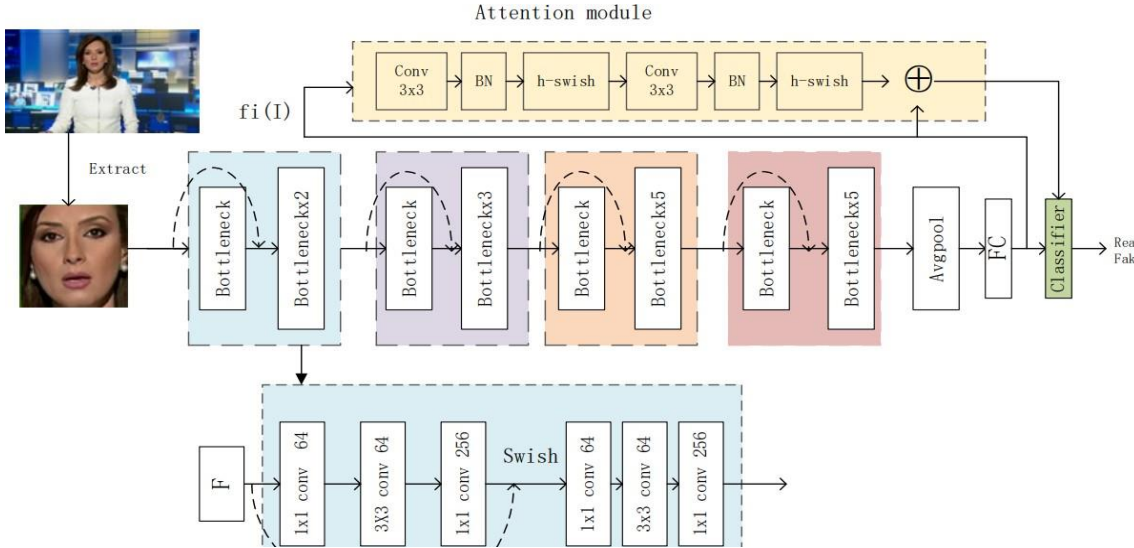 Attention module
Conv
3x3
BN
h-swish
Conv
3x3
BN
h-swish
fi(I)
Extract
Bottleneck
Bottleneckx2
Bottleneck
Bottleneckx3
Bottleneck
Bottleneckx5
Bottleneck
Bottleneckx5
Avgpool
FC
Classifier
Rea
Fak
F
1x1 conv 64
3X3 conv 64
1x1 conv 256
Swish
1x1 conv 64
3x3 conv 64
1x1 conv 256